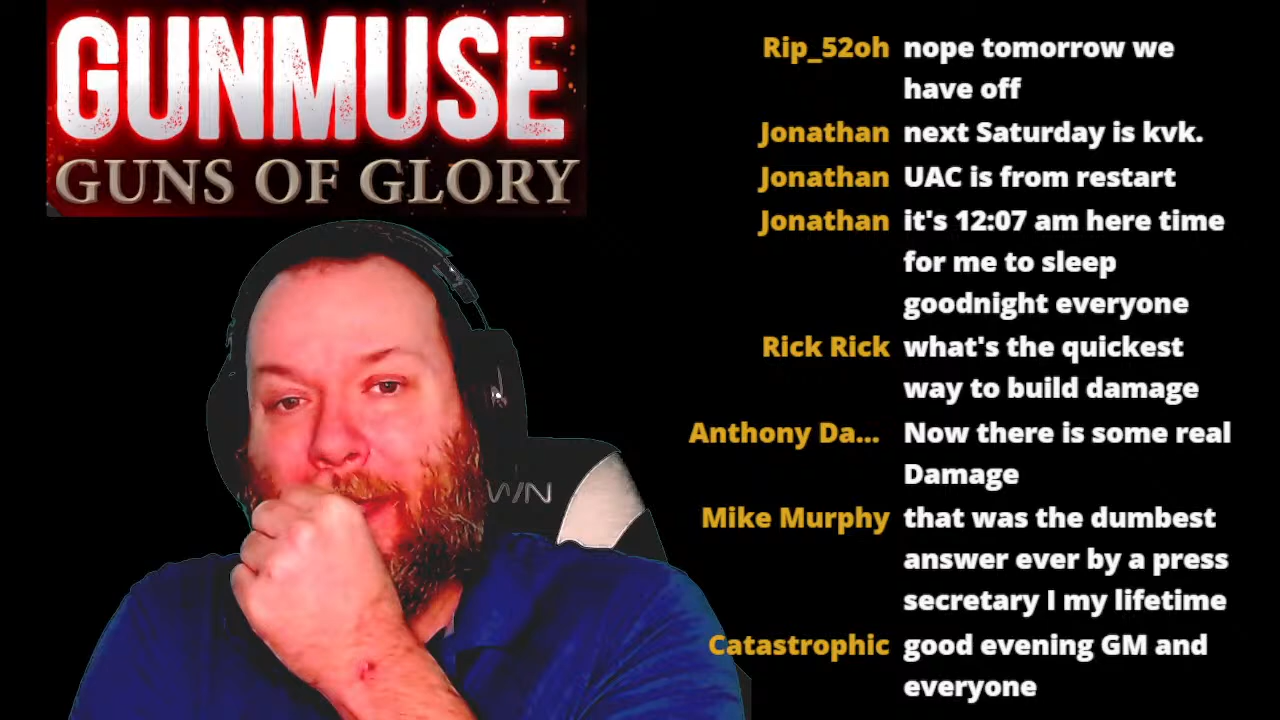 GUNMUSE
GUNS OF GLORY
Rip_52oh nope tomorrow we
have off
Jonathan next Saturday is kvk.
Jonathan UAC is from restart
Jonathan it's 12:07 am here time
for me to sleep
goodnight everyone
Rick Rick what's the quickest
way to build damage
Anthony Da... Now there is some real
Damage
Mike Murphy that was the dumbest
answer ever by a press
secretary I my lifetime
Catastrophic good evening GM and
everyone